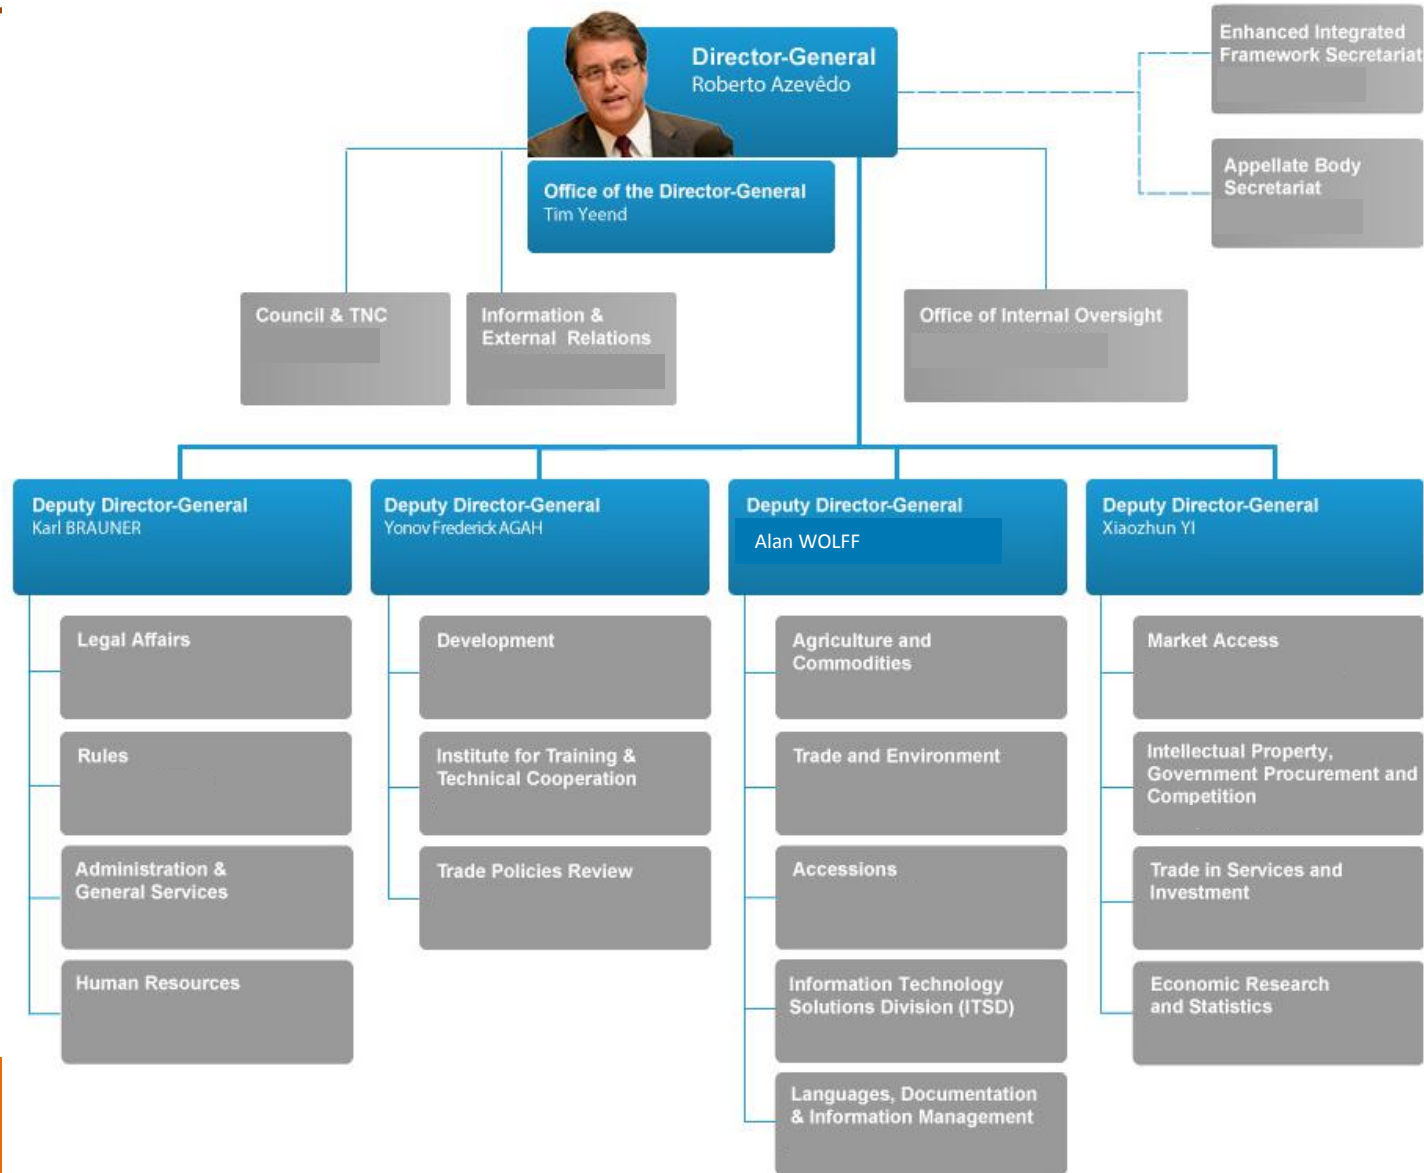 Director-General
Roberto Azevêdo
Office of the Director-General
Tim Yeend
Enhanced Integrated
Framework Secretariat
Appellate Body
Secretariat
Council & TNC
Information &
External Relations
Office of Internal Oversight
Deputy Director-General
Karl BRAUNER
Legal Affairs
Rules
Administration &
General Services
Human Resources
Deputy Director-General
Yonov Frederick AGAH
Development
Institute for Training &
Technical Cooperation
Trade Policies Review
Deputy Director-General
Alan WOLFF
Agriculture and
Commodities
Trade and Environment
Accessions
Information Technology
Solutions Division (ITSD)
Languages, Documentation
& Information Management
Deputy Director-General
Xiaozhun YI
Market Access
Intellectual Property,
Government Procurement and
Competition
Trade in Services and
Investment
Economic Research
and Statistics